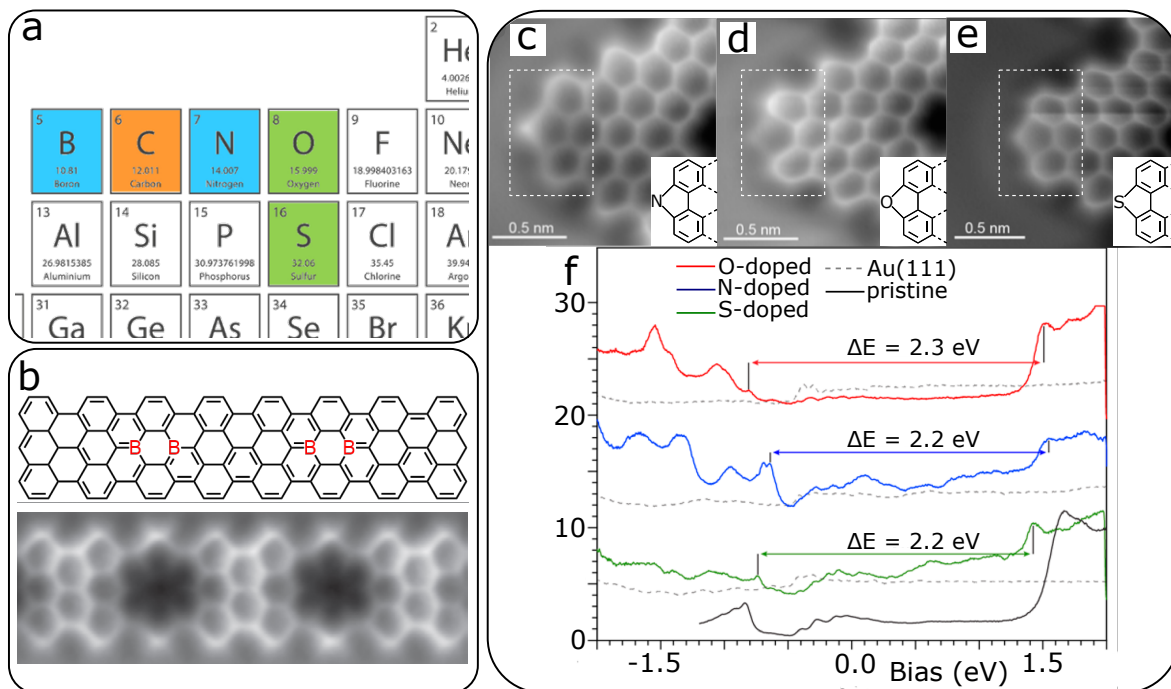 a
2
He
4.0026
Heliu
5
B
10.81
Boron
6
C
12.011
Carbon
7
N
14.007
Nitrogen
8
O
15.999
Oxygen
9
F
18.998403163
Fluorine
10
Ne
20.17
Neo
13
Al
26.9815385
Aluminium
14
Si
28.085
Silicon
15
P
30.973761998
Phosphorus
16
S
32.06
Sulfur
17
Cl
35.45
Chlorine
18
A
39.94
Argo
31
Ga
32
Ge
33
As
34
Se
35
Br
36
K
b
B B B B
c
0.5 nm
N
d
0.5 nm
O
e
0.5 nm
S
f
O-doped
N-doped
S-doped
Au(111)
pristine
30
20
10
0
ΔE = 2.3 eV
ΔE = 2.2 eV
ΔE = 2.2 eV
-1.5 0.0 1.5
Bias (eV)